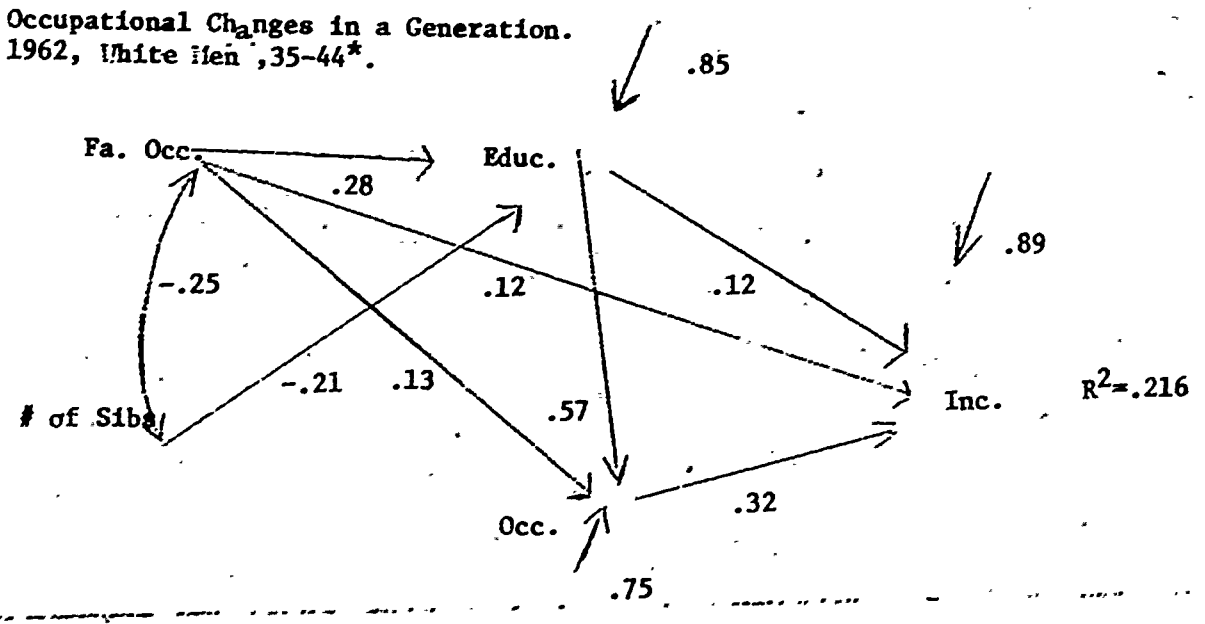 Occupational Changes in a Generation.
1962, White Men, 35-44*.
.85
Fa. Occ.
Educ.
.28
.89
-.25
.12
.12
-.21
.13
.57
# of Sibs
Inc.
R²=.216
.32
Occ.
.75